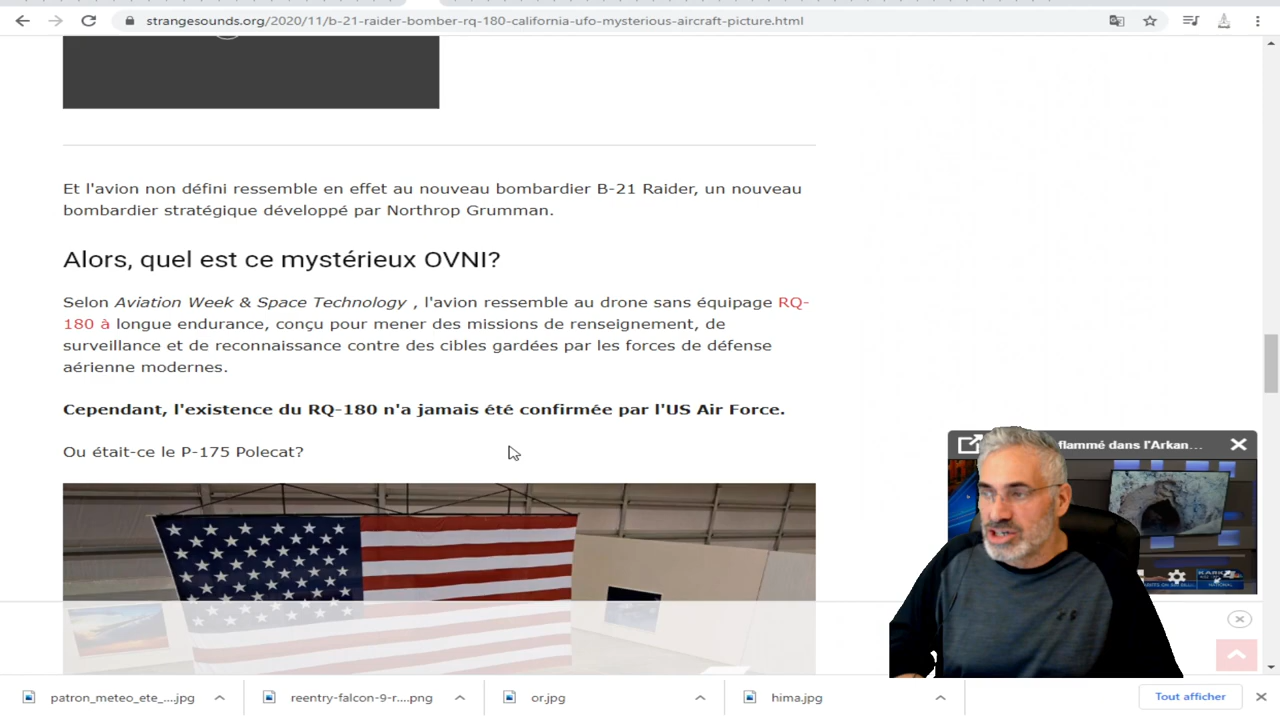 strangesounds.org/2020/11/b-21-raider-bomber-rq-180-california-ufo-mysterious-aircraft-picture.html
Et l'avion non défini ressemble en effet au nouveau bombardier B-21 Raider, un nouveau
bombardier stratégique développé par Northrop Grumman.
Alors, quel est ce mystérieux OVNI?
Selon Aviation Week & Space Technology , l'avion ressemble au drone sans équipage RQ-
180 à longue endurance, conçu pour mener des missions de renseignement, de
surveillance et de reconnaissance contre des cibles gardées par les forces de défense
aérienne modernes.
Cependant, l'existence du RQ-180 n'a jamais été confirmée par l'US Air Force.
Ou était-ce le P-175 Polecat?
flammé dans l'Arkan...
patron_meteo_ete_....jpg
reentry-falcon-9-r....png
or.jpg
hima.jpg
Tout afficher